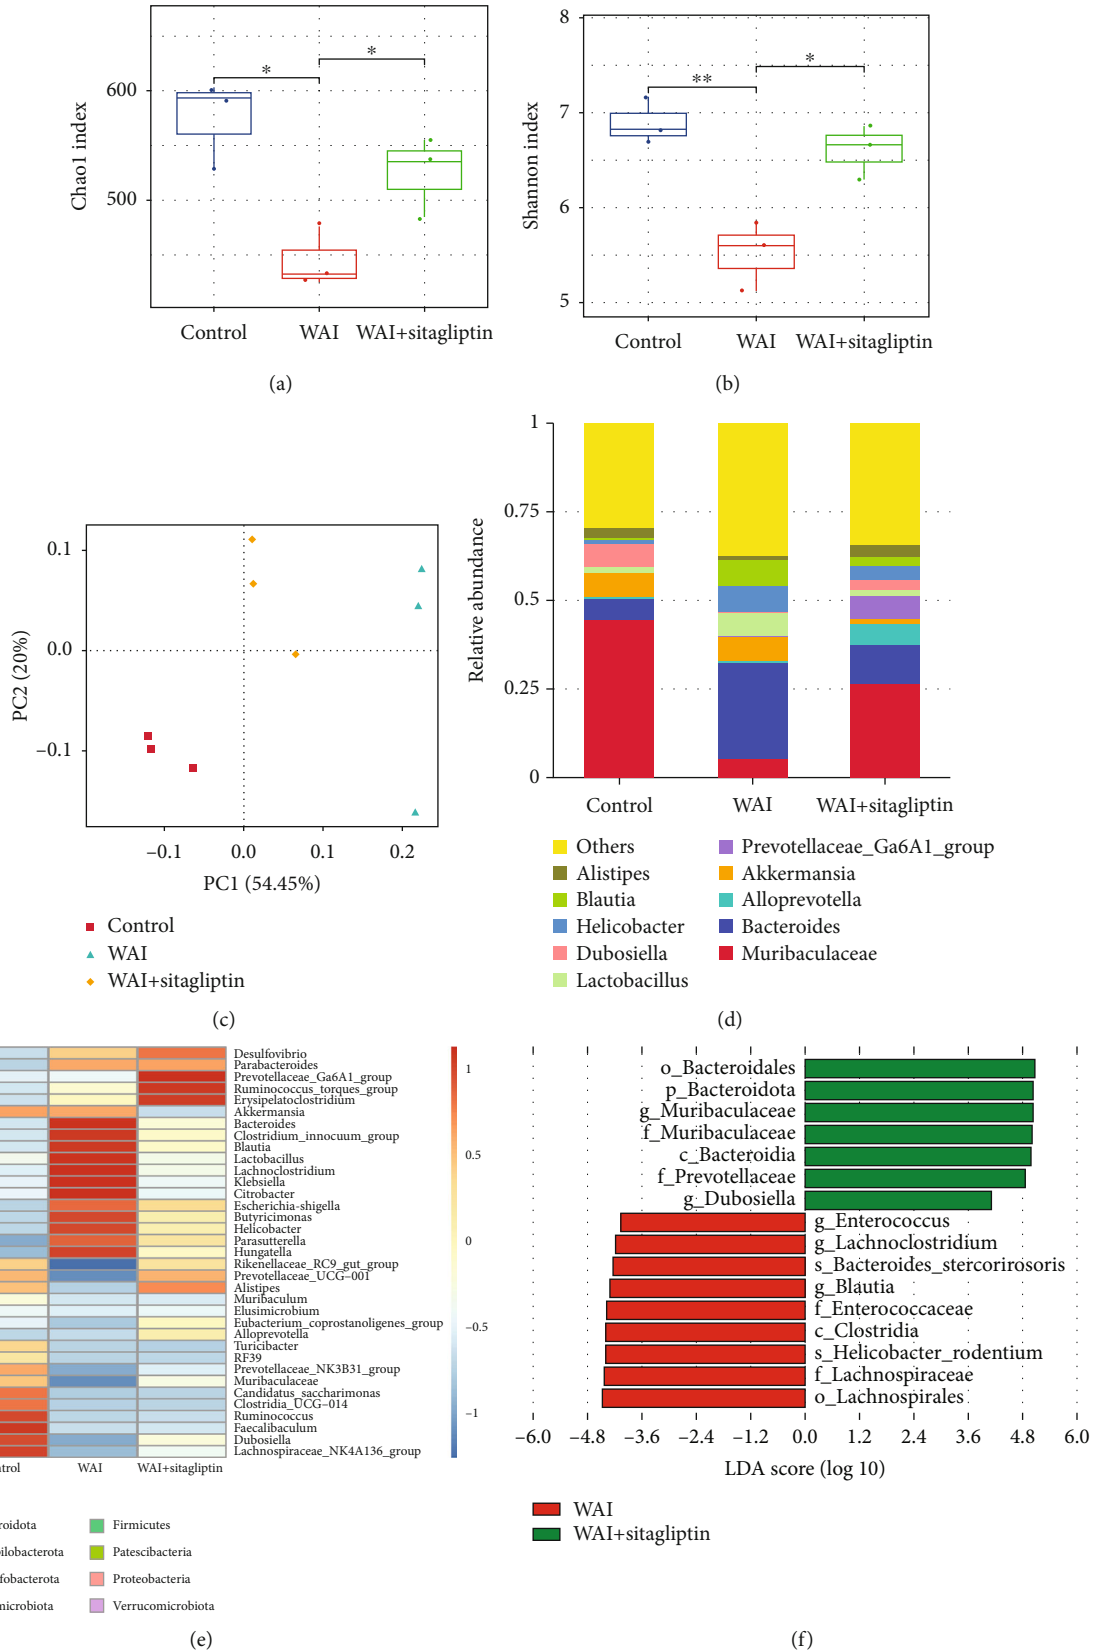 Chao1 index
600
500
*
*
Control
WAI
WAI+sitagliptin
(a)
Shannon index
8
7
6
5
**
*
Control
WAI
WAI+sitagliptin
(b)
PC2 (20%)
0.1
0.0
−0.1
−0.1
0.0
0.1
0.2
PC1 (54.45%)
Control
WAI
WAI+sitagliptin
(c)
Relative abundance
1
0.75
0.5
0.25
0
Control
WAI
WAI+sitagliptin
Others
Alistipes
Blautia
Helicobacter
Dubosiella
Lactobacillus
Prevotellaceae_Ga6A1_group
Akkermansia
Alloprevotella
Bacteroides
Muribaculaceae
(d)
Desulfovibrio
Parabacteroides
Prevotellaceae_Ga6A1_group
Ruminococcus_torques_group
Erysipelatoclostridium
Akkermansia
Bacteroides
Clostridium_innocuum_group
Blautia
Lactobacillus
Lachnoclostridium
Klebsiella
Citrobacter
Escherichia-shigella
Butyricimonas
Helicobacter
Parasutterella
Hungatella
Rikenellaceae_RC9_gut_group
Prevotellaceae_UCG−001
Alistipes
Muribaculum
Elusimicrobium
Eubacterium_coprostanoligenes_group
Alloprevotella
Turicibacter
RF39
Prevotellaceae_NK3B31_group
Muribaculaceae
Candidatus_saccharimonas
Clostridia_UCG−014
Ruminococcus
Faecalibaculum
Dubosiella
Lachnospiraceae_NK4A136_group
1
0.5
0
−0.5
−1
ntrol
WAI
WAI+sitagliptin
roidota
pilobacterota
fobacterota
microbiota
Firmicutes
Patescibacteria
Proteobacteria
Verrucomicrobiota
(e)
o_Bacteroidales
p_Bacteroidota
g_Muribaculaceae
f_Muribaculaceae
c_Bacteroidia
f_Prevotellaceae
g_Dubosiella
g_Enterococcus
g_Lachnoclostridium
s_Bacteroides_stercorirosoris
g_Blautia
f_Enterococcaceae
c_Clostridia
s_Helicobacter_rodentium
f_Lachnospiraceae
o_Lachnospirales
−6.0 −4.8 −3.6 −2.4 −1.2 0.0 1.2 2.4 3.6 4.8 6.0
LDA score (log 10)
WAI
WAI+sitagliptin
(f)